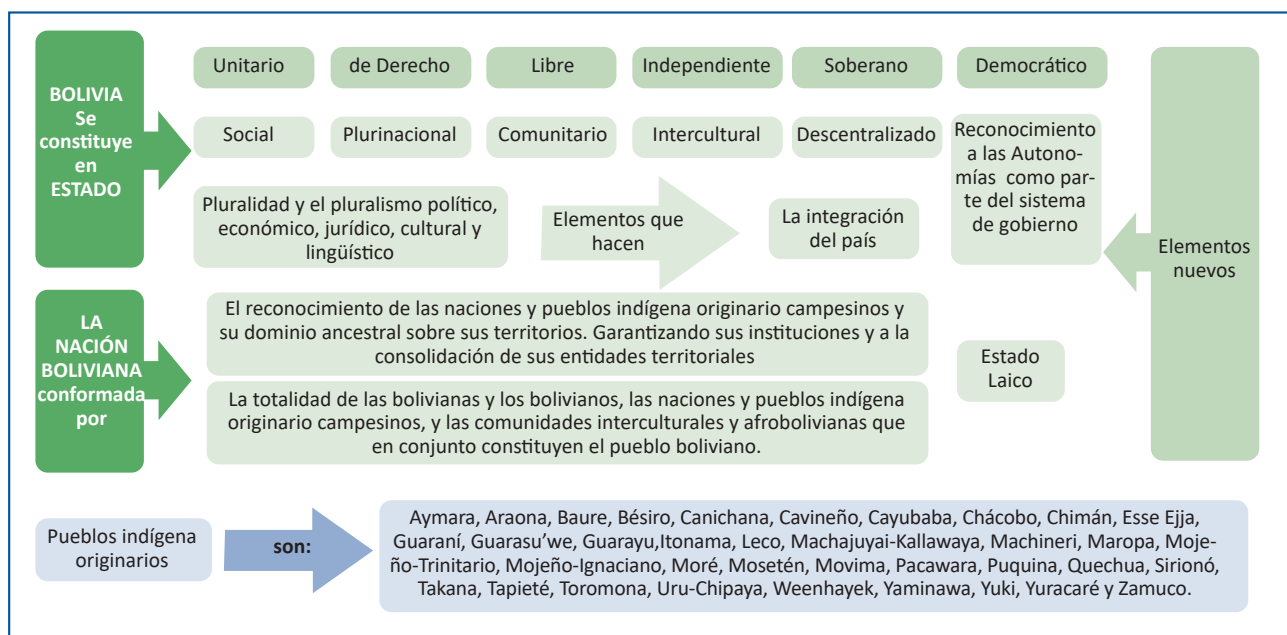 BOLIVIA
Se
constituye
en
ESTADO
Unitario
de Derecho
Libre
Independiente
Soberano
Democrático
Social
Plurinacional
Comunitario
Intercultural
Descentralizado
Reconocimiento
a las Autono-
mías como par-
te del sistema
de gobierno
Pluralidad y el pluralismo político,
económico, jurídico, cultural y
lingüístico
Elementos que
hacen
La integración
del país
Elementos
nuevos
LA
NACIÓN
BOLIVIANA
conformada
por
El reconocimiento de las naciones y pueblos indígena originario campesinos y
su dominio ancestral sobre sus territorios. Garantizando sus instituciones y a la
consolidación de sus entidades territoriales
Estado
Laico
La totalidad de las bolivianas y los bolivianos, las naciones y pueblos indígena
originario campesinos, y las comunidades interculturales y afrobolivianas que
en conjunto constituyen el pueblo boliviano.
Pueblos indígena
originarios
son:
Aymara, Araona, Baure, Bésiro, Canichana, Cavineño, Cayubaba, Chácobo, Chimán, Esse Ejja,
Guaraní, Guarasu’we, Guarayu,Itonama, Leco, Machajuyai-Kallawaya, Machineri, Maropa, Moje-
ño-Trinitario, Mojeño-Ignaciano, Moré, Mosetén, Movima, Pacawara, Puquina, Quechua, Sirionó,
Takana, Tapieté, Toromona, Uru-Chipaya, Weenhayek, Yaminawa, Yuki, Yuracaré y Zamuco.